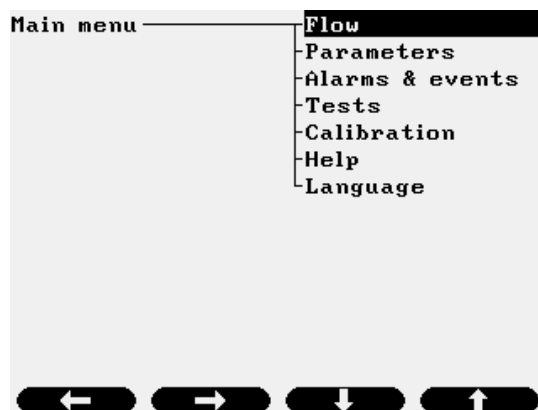 Main menu
Flow
Parameters
Alarms & events
Tests
Calibration
Help
Language